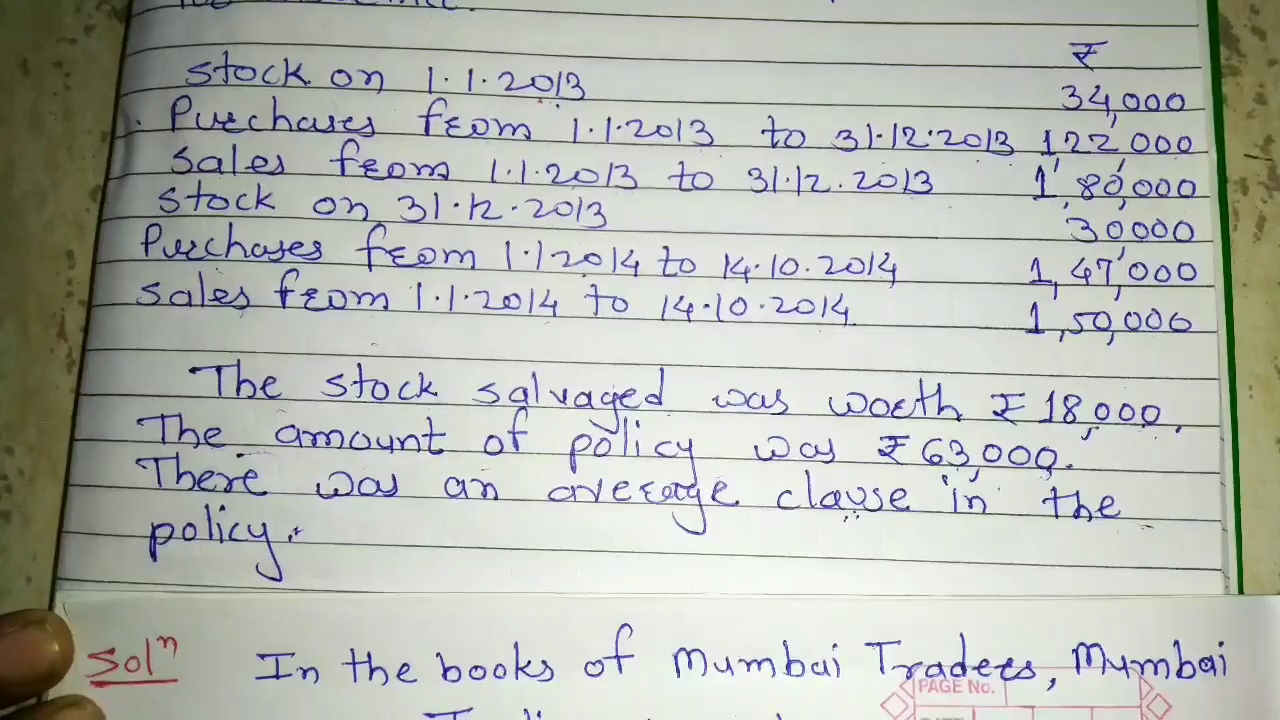 ₹
Stock on 1.1.2013 34,000
Purchases from 1.1.2013 to 31.12.2013 1,22,000
Sales from 1.1.2013 to 31.12.2013 1,80,000
Stock on 31.12.2013 30,000
Purchases from 1.1.2014 to 14.10.2014 1,47,000
Sales from 1.1.2014 to 14.10.2014 1,50,000
The stock salvaged was worth ₹ 18,000.
The amount of policy was ₹ 63,000.
There was an average clause in the
policy.
Solⁿ In the books of Mumbai Traders, Mumbai
PAGE No.